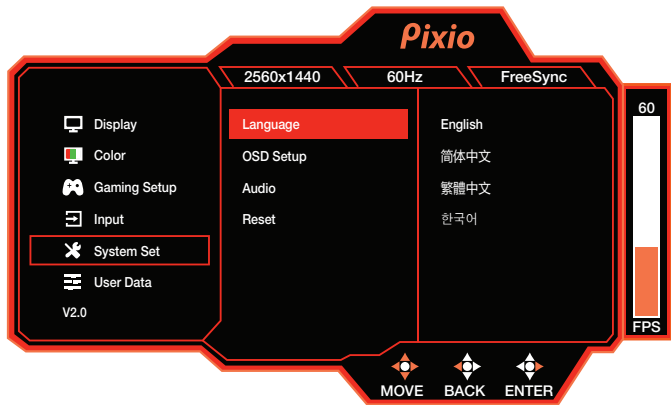 Pixio
2560x1440 60Hz FreeSync
Display
Color
Gaming Setup
Input
System Set
User Data
V2.0
Language
OSD Setup
Audio
Reset
English
简体中文
繁體中文
한국어
60
FPS
MOVE BACK ENTER